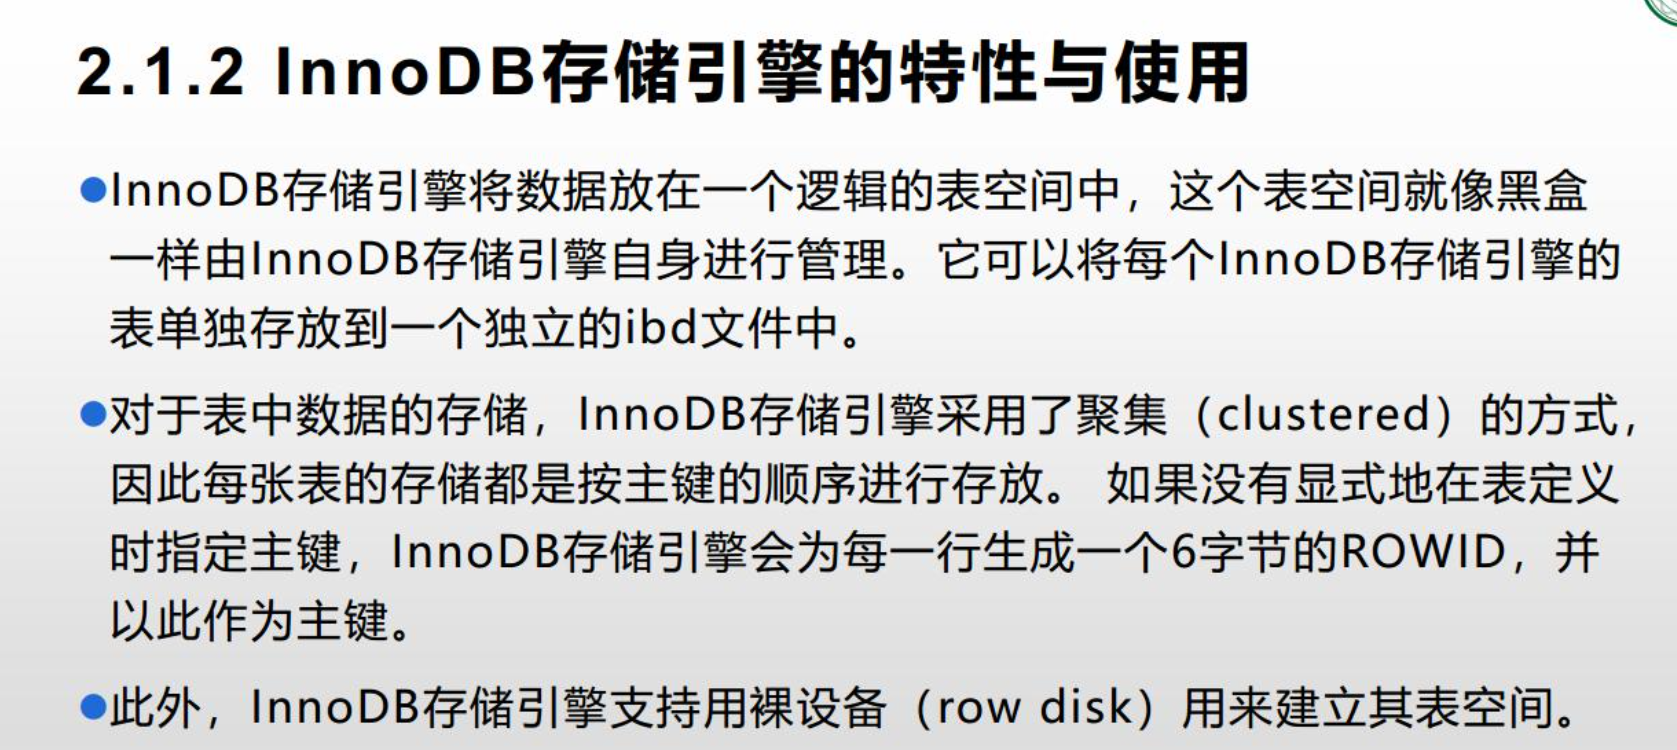 2.1.2 InnoDB存储引擎的特性与使用
●InnoDB存储引擎将数据放在一个逻辑的表空间中，这个表空间就像黑盒
一样由InnoDB存储引擎自身进行管理。它可以将每个InnoDB存储引擎的
表单独存放到一个独立的ibd文件中。
●对于表中数据的存储，InnoDB存储引擎采用了聚集（clustered）的方式，
因此每张表的存储都是按主键的顺序进行存放。 如果没有显式地在表定义
时指定主键，InnoDB存储引擎会为每一行生成一个6字节的ROWID，并
以此作为主键。
●此外，InnoDB存储引擎支持用裸设备（row disk）用来建立其表空间。